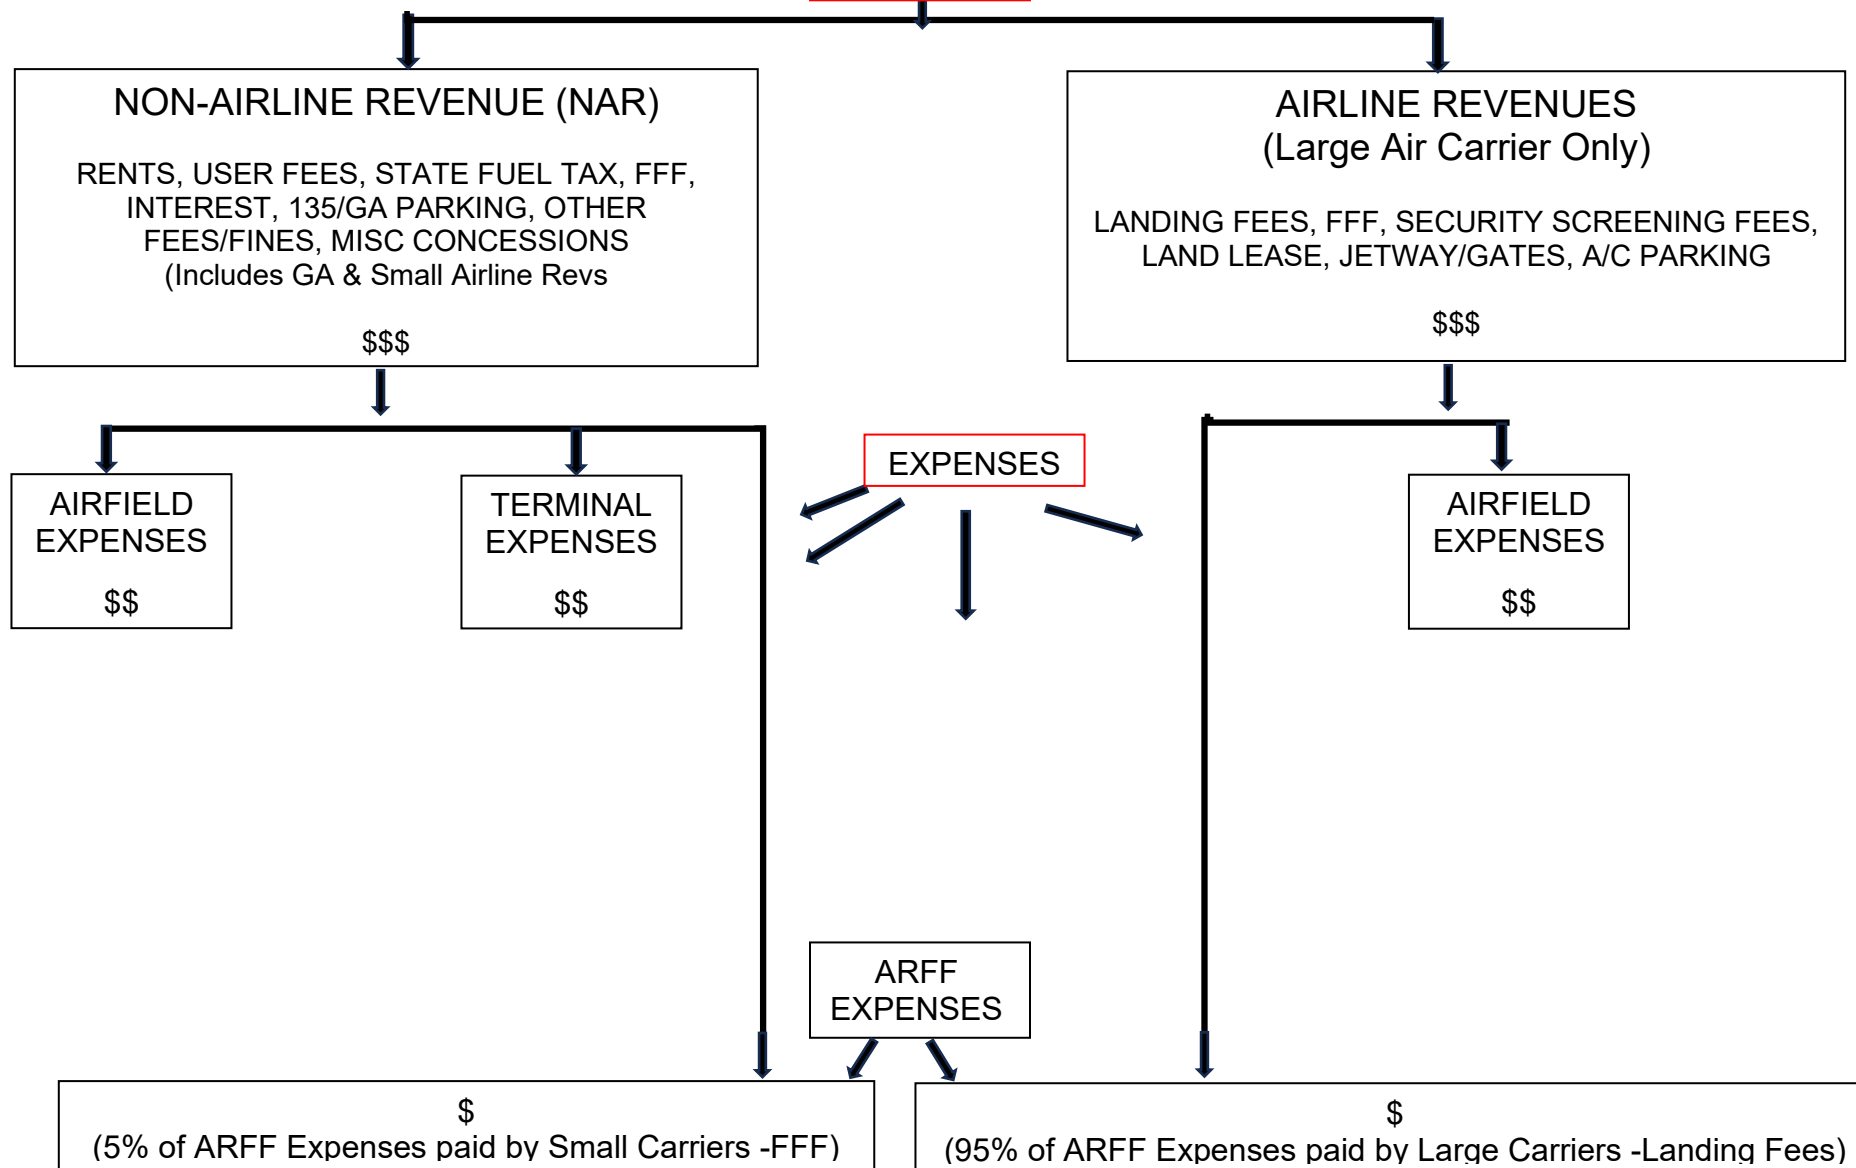 NON-AIRLINE REVENUE (NAR)
RENTS, USER FEES, STATE FUEL TAX, FFF,
INTEREST, 135/GA PARKING, OTHER
FEES/FINES, MISC CONCESSIONS
(Includes GA & Small Airline Revs
$$$
AIRLINE REVENUES
(Large Air Carrier Only)
LANDING FEES, FFF, SECURITY SCREENING FEES,
LAND LEASE, JETWAY/GATES, A/C PARKING
$$$
EXPENSES
AIRFIELD
EXPENSES
$$
TERMINAL
EXPENSES
$$
AIRFIELD
EXPENSES
$$
ARFF
EXPENSES
$
(5% of ARFF Expenses paid by Small Carriers -FFF)
$
(95% of ARFF Expenses paid by Large Carriers -Landing Fees)